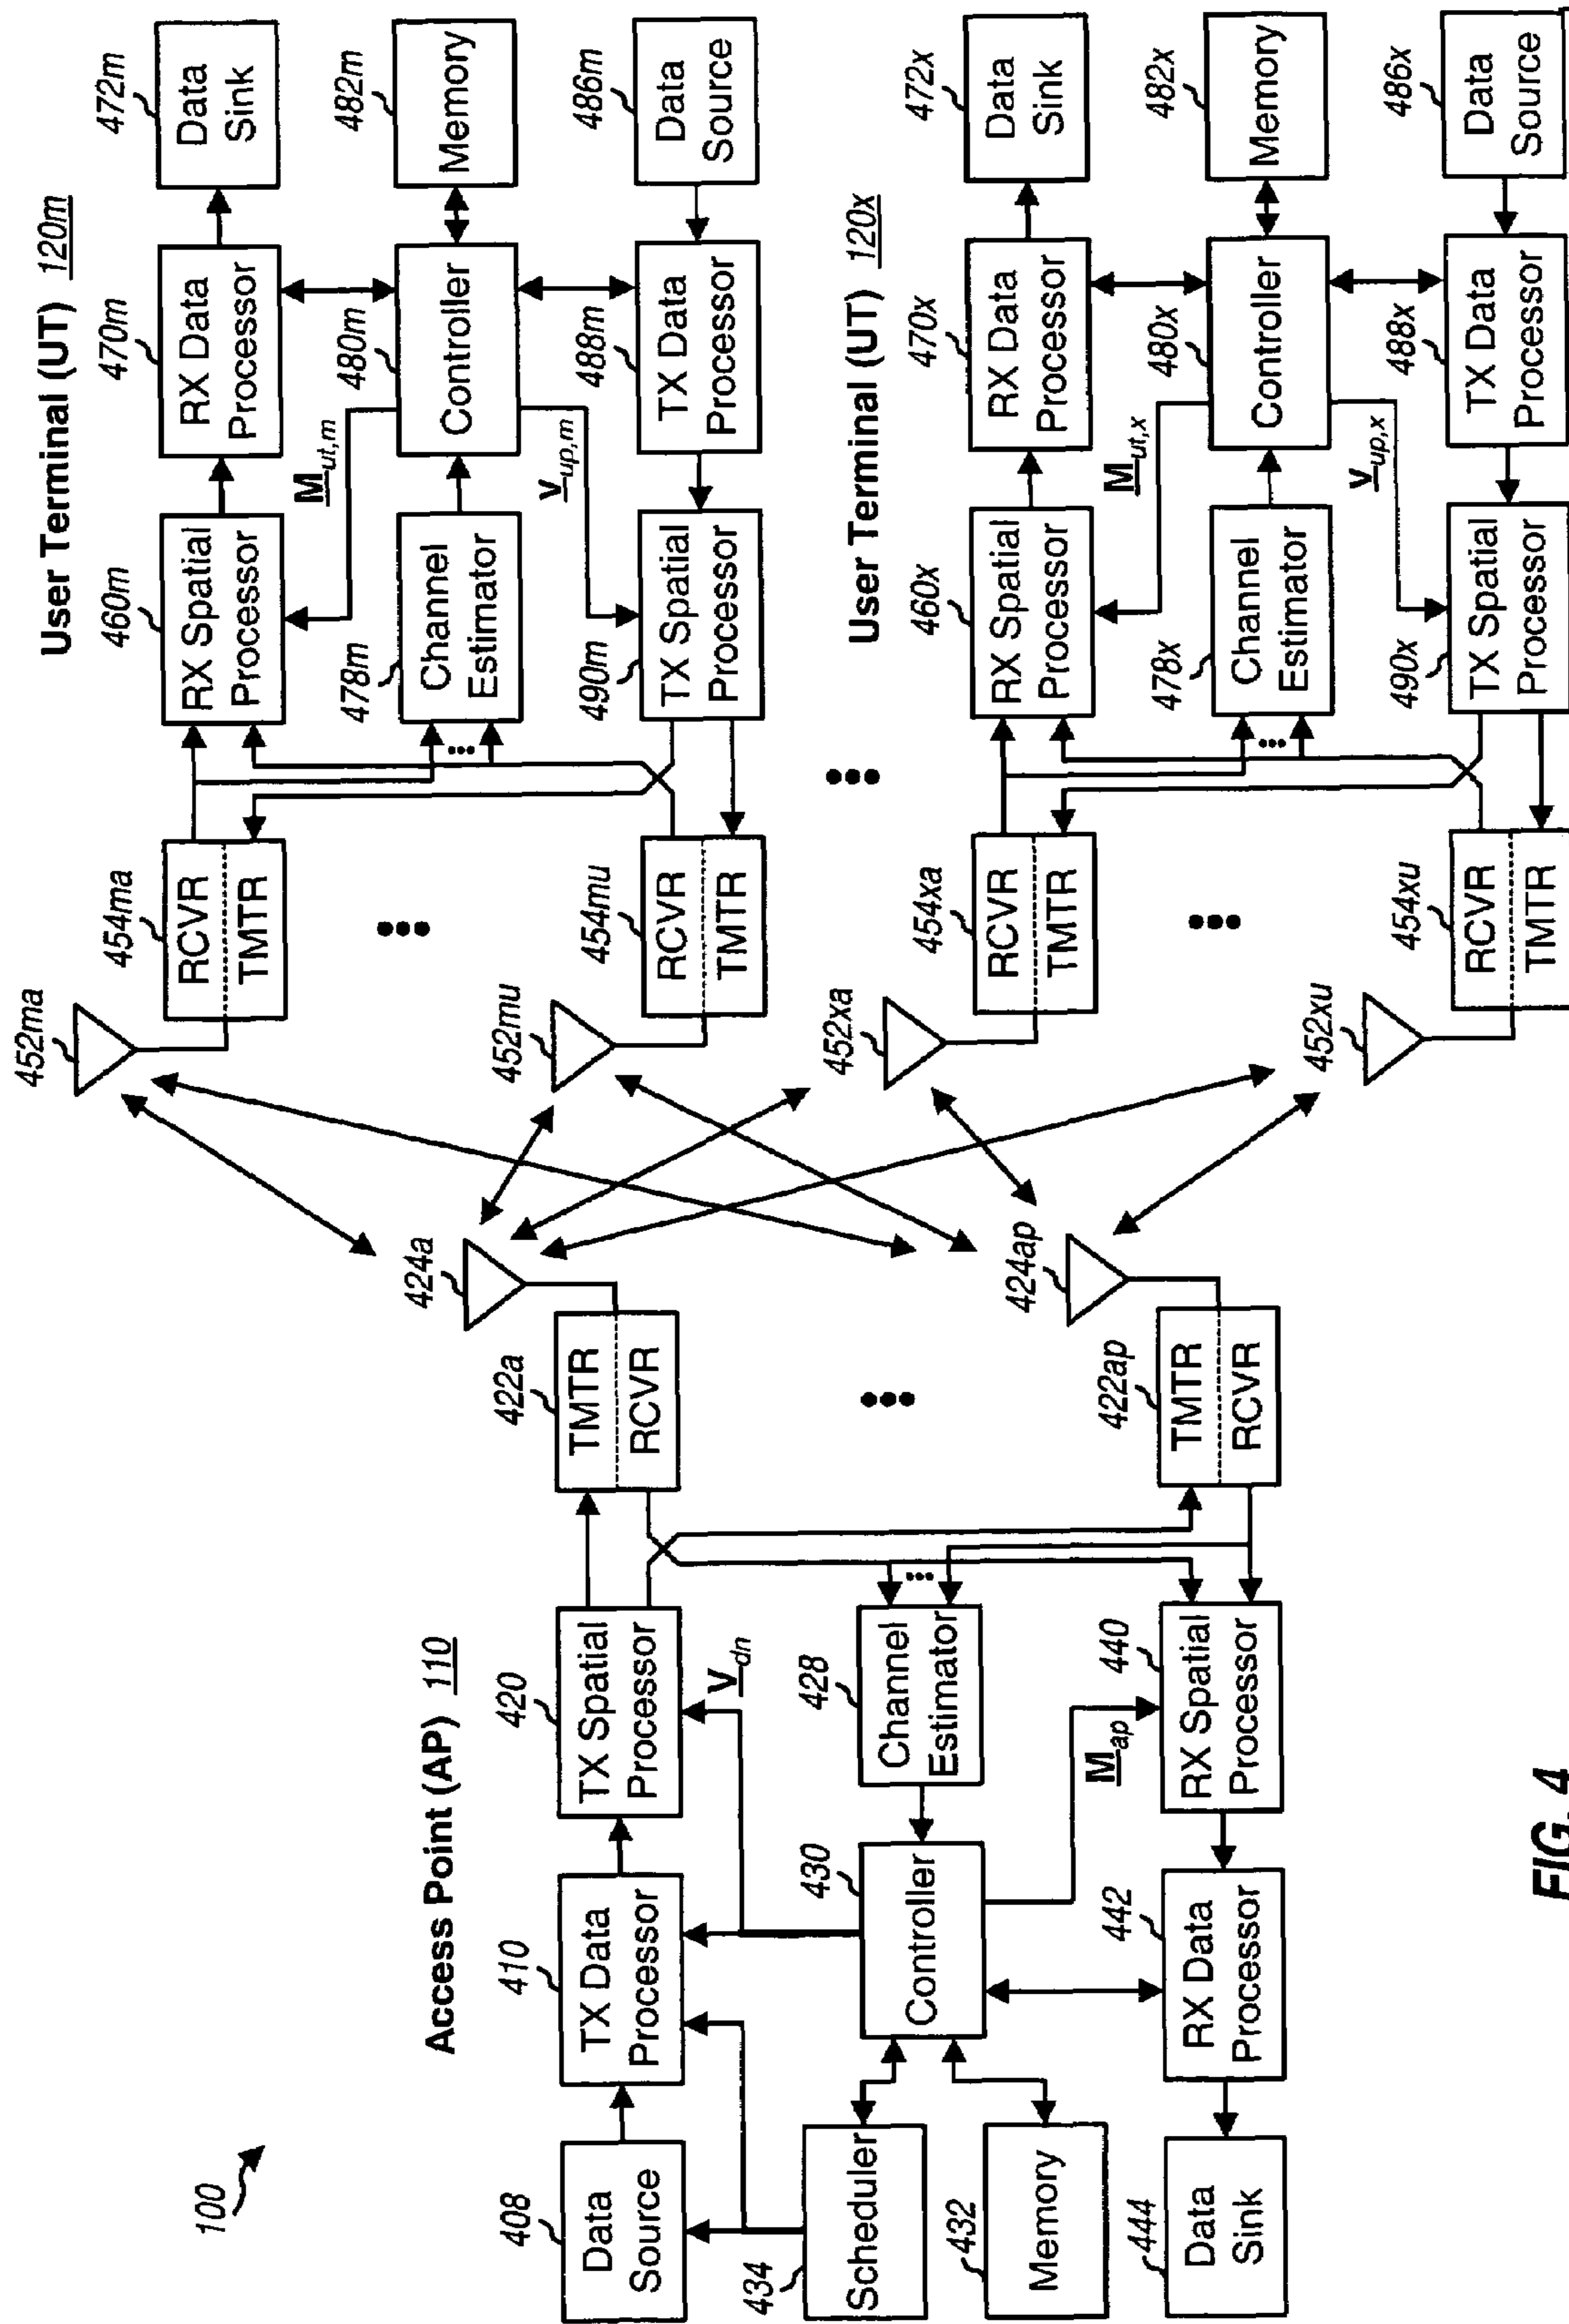 100
Access Point (AP) 110
408
Data
Source
410
TX Data
Processor
420
TX Spatial
Processor
V dn
422a
TMTR
RCVR
424a
434
Scheduler
430
Controller
428
Channel
Estimator
...
432
Memory
M ap
444
Data
Sink
442
RX Data
Processor
440
RX Spatial
Processor
422ap
TMTR
RCVR
424ap
User Terminal (UT) 120m
452ma
454ma
RCVR
TMTR
460m
RX Spatial
Processor
470m
RX Data
Processor
472m
Data
Sink
M ut,m
478m
Channel
Estimator
...
480m
Controller
482m
Memory
v up,m
452mu
454mu
RCVR
TMTR
490m
TX Spatial
Processor
488m
TX Data
Processor
486m
Data
Source
User Terminal (UT) 120x
452xa
454xa
RCVR
TMTR
460x
RX Spatial
Processor
470x
RX Data
Processor
472x
Data
Sink
M ut,x
478x
Channel
Estimator
...
480x
Controller
482x
Memory
v up,x
452xu
454xu
RCVR
TMTR
490x
TX Spatial
Processor
488x
TX Data
Processor
486x
Data
Source
FIG. 4